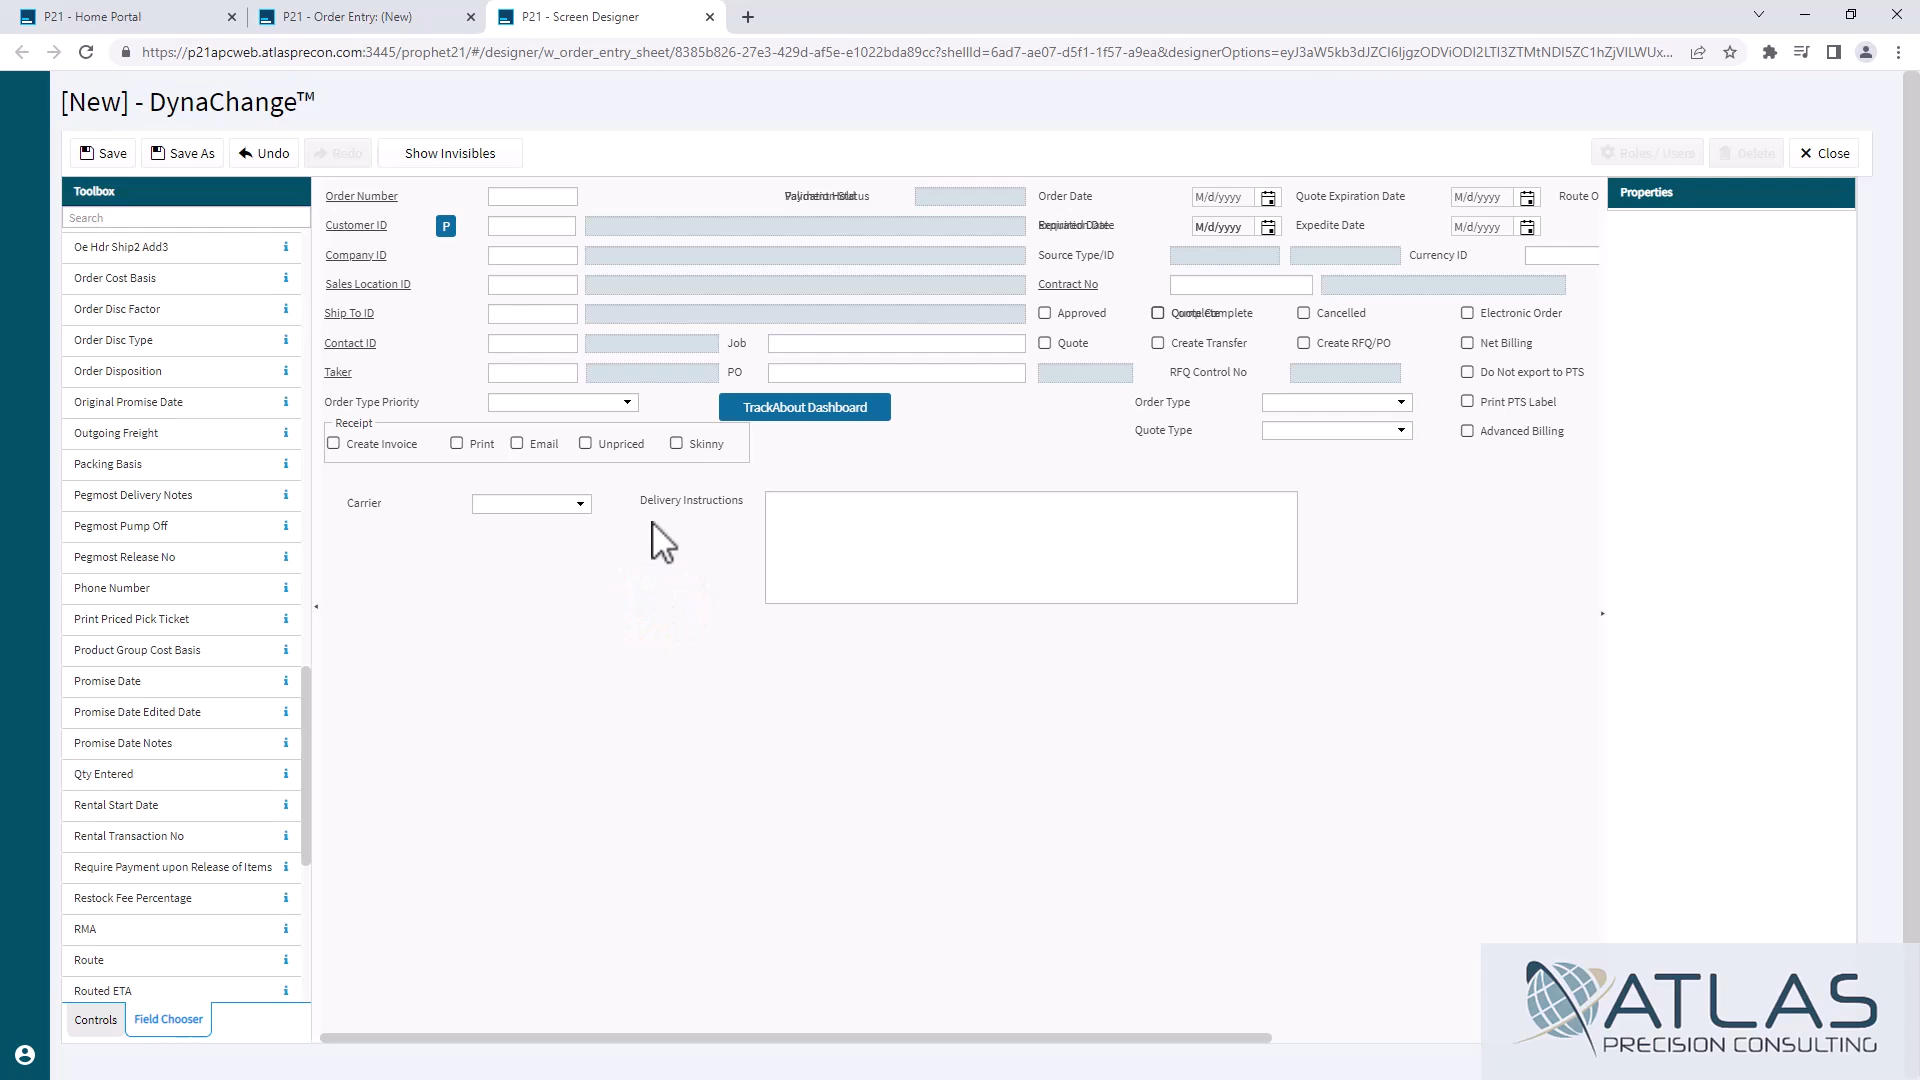 P21 - Home Portal
P21 - Order Entry: (New)
P21 - Screen Designer
https://p21apcweb.atlasprecon.com:3445/prophet21/#/designer/w_order_entry_sheet/8385b826-27e3-429d-af5e-e1022bda89cc?shellId=6ad7-ae07-d5f1-1f57-a9ea&designerOptions=eyJ3aW5kb3dJZCI6IjgzODViODI2LTI3ZTMtNDI5ZC1hZjVlLWUx...
[New] - DynaChange™
Save
Save As
Undo
Redo
Show Invisibles
Roles / Users
Delete
Close
Toolbox
Search
Oe Hdr Ship2 Add3
Order Cost Basis
Order Disc Factor
Order Disc Type
Order Disposition
Original Promise Date
Outgoing Freight
Packing Basis
Pegmost Delivery Notes
Pegmost Pump Off
Pegmost Release No
Phone Number
Print Priced Pick Ticket
Product Group Cost Basis
Promise Date
Promise Date Edited Date
Promise Date Notes
Qty Entered
Rental Start Date
Rental Transaction No
Require Payment upon Release of Items
Restock Fee Percentage
RMA
Route
Routed ETA
Controls
Field Chooser
Order Number
Order Date
M/d/yyyy
Quote Expiration Date
M/d/yyyy
Route O
Customer ID
P
M/d/yyyy
Expedite Date
M/d/yyyy
Company ID
Source Type/ID
Currency ID
Sales Location ID
Contract No
Ship To ID
Approved
Cancelled
Electronic Order
Contact ID
Job
Quote
Create Transfer
Create RFQ/PO
Net Billing
Taker
PO
RFQ Control No
Do Not export to PTS
Order Type Priority
TrackAbout Dashboard
Order Type
Print PTS Label
Receipt
Quote Type
Advanced Billing
Create Invoice
Print
Email
Unpriced
Skinny
Carrier
Delivery Instructions
Properties
ATLAS
PRECISION CONSULTING